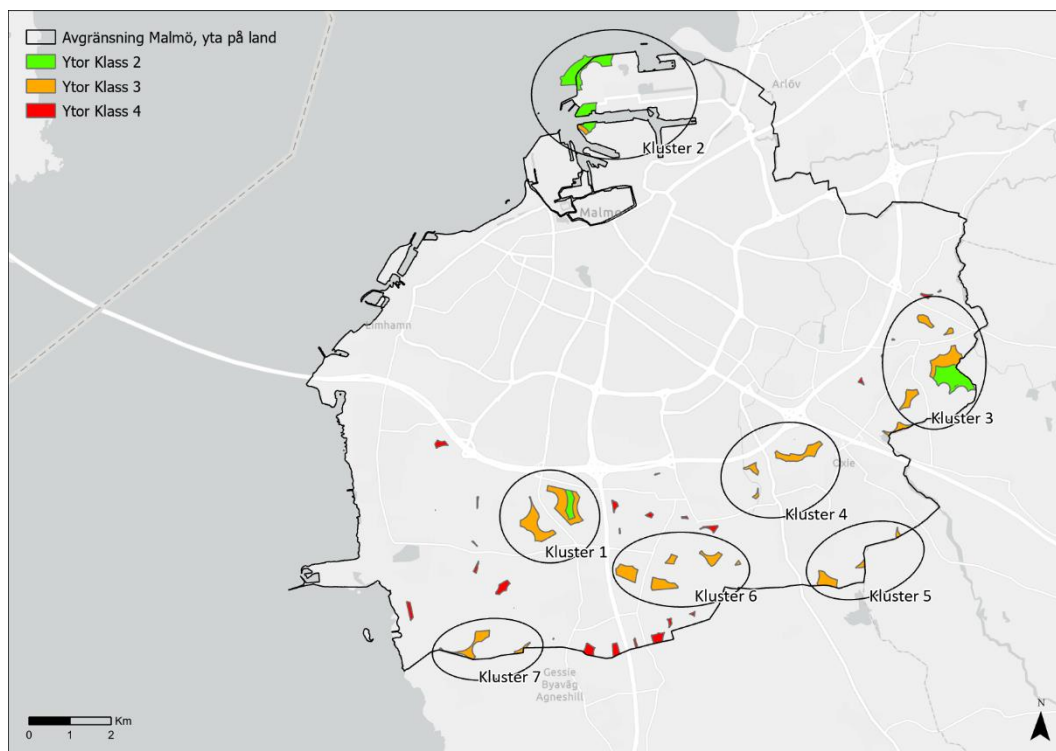 Avgränsning Malmö, yta på land
Ytor Klass 2
Ytor Klass 3
Ytor Klass 4
Arlöv
Kluster 2
Malmö
Limhamn
Kluster 3
Oxie
Kluster 4
Kluster 1
Kluster 6
Kluster 5
Kluster 7
Gessie
Byaväg
Agneshill
N
0 1 2
Km